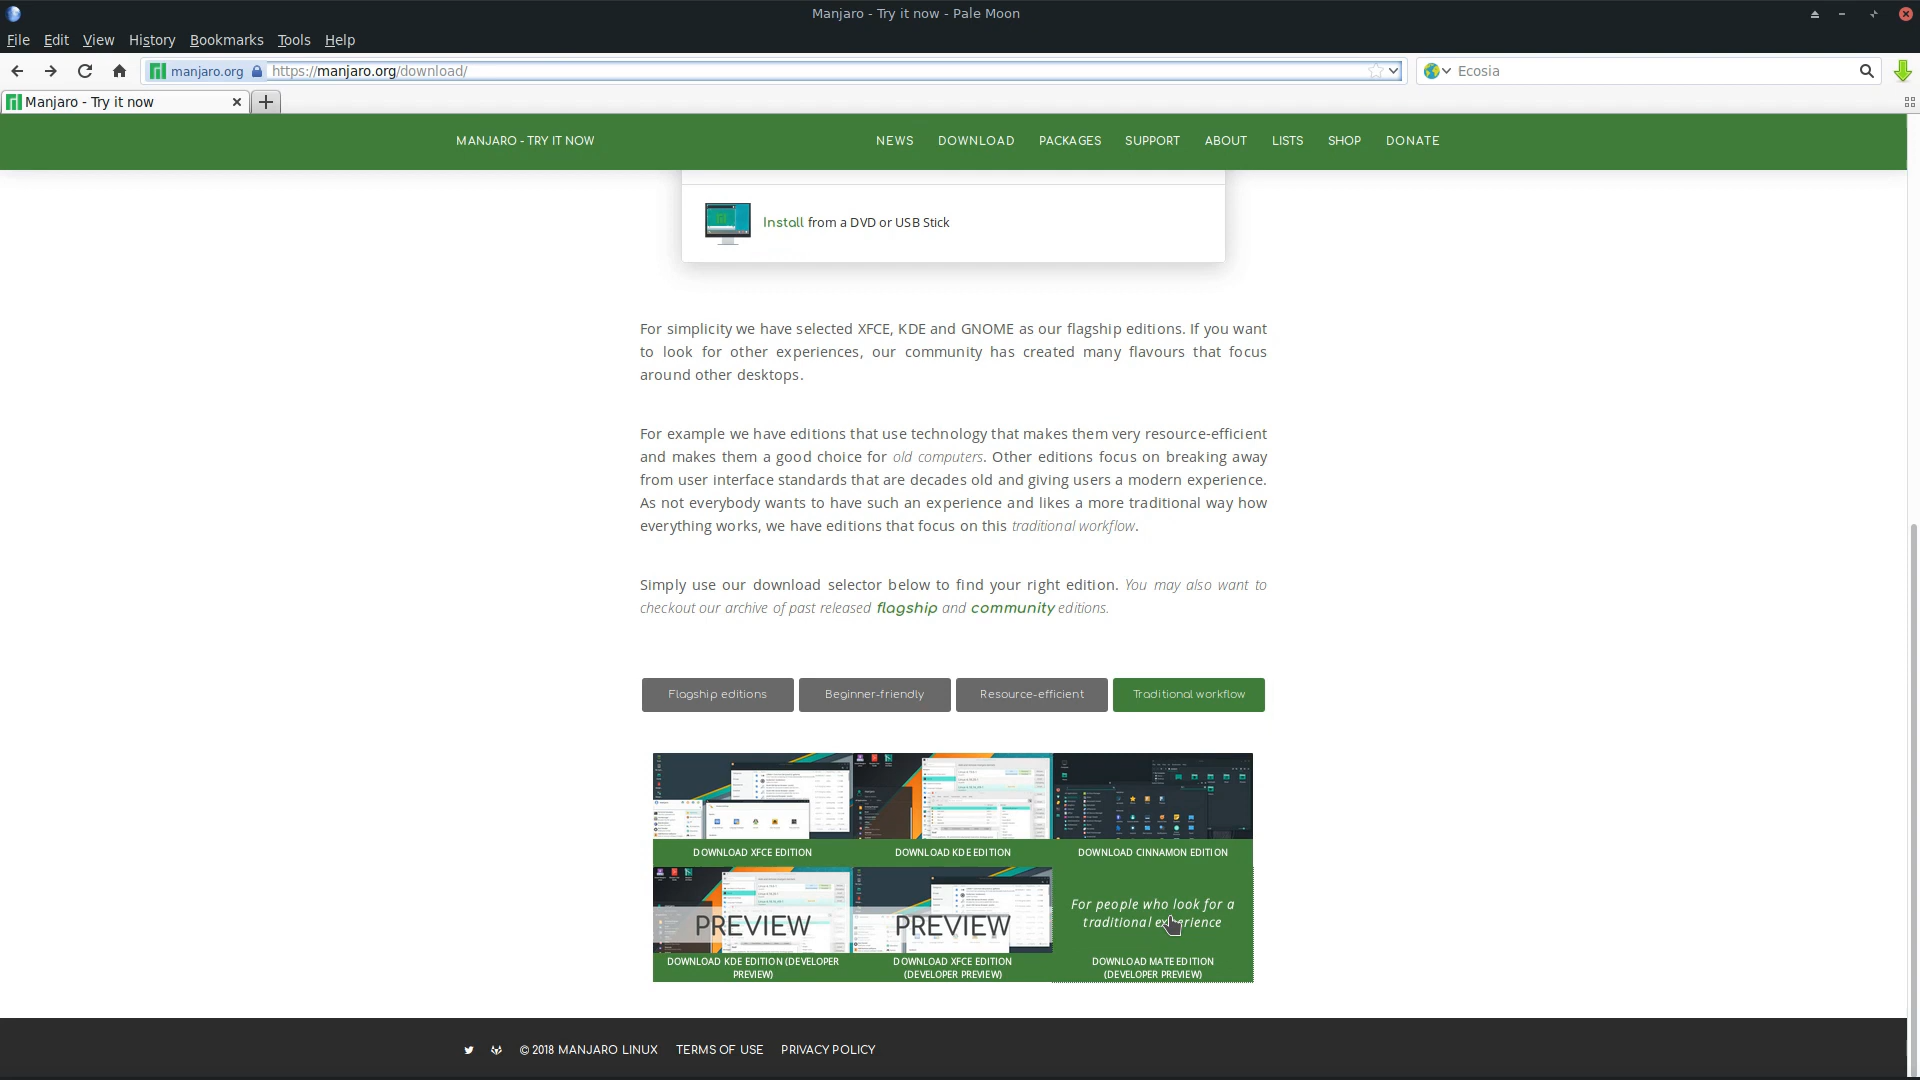 Manjaro - Try it now - Pale Moon
File Edit View History Bookmarks Tools Help
manjaro.org https://manjaro.org/download/ Ecosia
Manjaro - Try it now
MANJARO - TRY IT NOW NEWS DOWNLOAD PACKAGES SUPPORT ABOUT LISTS SHOP DONATE
Install from a DVD or USB Stick
For simplicity we have selected XFCE, KDE and GNOME as our flagship editions. If you want
to look for other experiences, our community has created many flavours that focus
around other desktops.
For example we have editions that use technology that makes them very resource-efficient
and makes them a good choice for old computers. Other editions focus on breaking away
from user interface standards that are decades old and giving users a modern experience.
As not everybody wants to have such an experience and likes a more traditional way how
everything works, we have editions that focus on this traditional workflow.
Simply use our download selector below to find your right edition. You may also want to
checkout our archive of past released flagship and community editions.
Flagship editions Beginner-friendly Resource-efficient Traditional workflow
DOWNLOAD XFCE EDITION DOWNLOAD KDE EDITION DOWNLOAD CINNAMON EDITION
PREVIEW
DOWNLOAD KDE EDITION (DEVELOPER
PREVIEW)
PREVIEW
DOWNLOAD XFCE EDITION
(DEVELOPER PREVIEW)
For people who look for a
traditional experience
DOWNLOAD MATE EDITION
(DEVELOPER PREVIEW)
© 2018 MANJARO LINUX TERMS OF USE PRIVACY POLICY